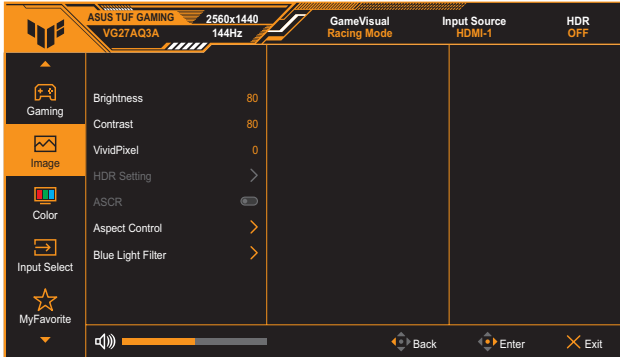 ASUS TUF GAMING 2560x1440 GameVisual Input Source HDR
VG27AQ3A 144Hz Racing Mode HDMI-1 OFF
Gaming
Image
Color
Input Select
MyFavorite
Brightness 80
Contrast 80
VividPixel 0
HDR Setting
ASCR
Aspect Control
Blue Light Filter
Back Enter Exit